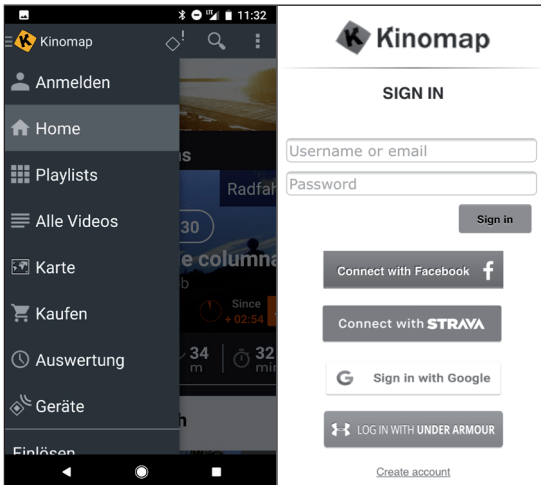 LTE 11:32
Kinomap
Anmelden
Home
Playlists
Alle Videos
Karte
Kaufen
Auswertung
Geräte
Einlösen
Radfah
30
e columna
Since
+ 02:54
34
m
32
min
Kinomap
SIGN IN
Username or email
Password
Sign in
Connect with Facebook f
Connect with STRAVA
G Sign in with Google
LOG IN WITH UNDER ARMOUR
Create account